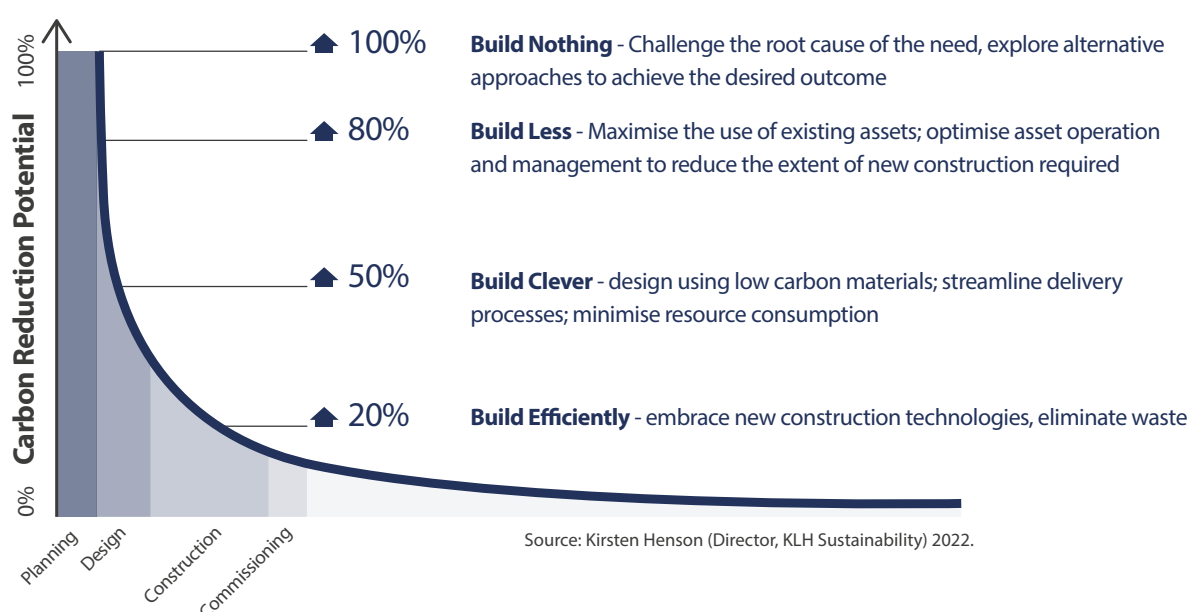 100%
Carbon Reduction Potential
0%
100%
Build Nothing - Challenge the root cause of the need, explore alternative
approaches to achieve the desired outcome
80%
Build Less - Maximise the use of existing assets; optimise asset operation
and management to reduce the extent of new construction required
50%
Build Clever - design using low carbon materials; streamline delivery
processes; minimise resource consumption
20%
Build Efficiently - embrace new construction technologies, eliminate waste
Planning
Design
Construction
Commissioning
Source: Kirsten Henson (Director, KLH Sustainability) 2022.